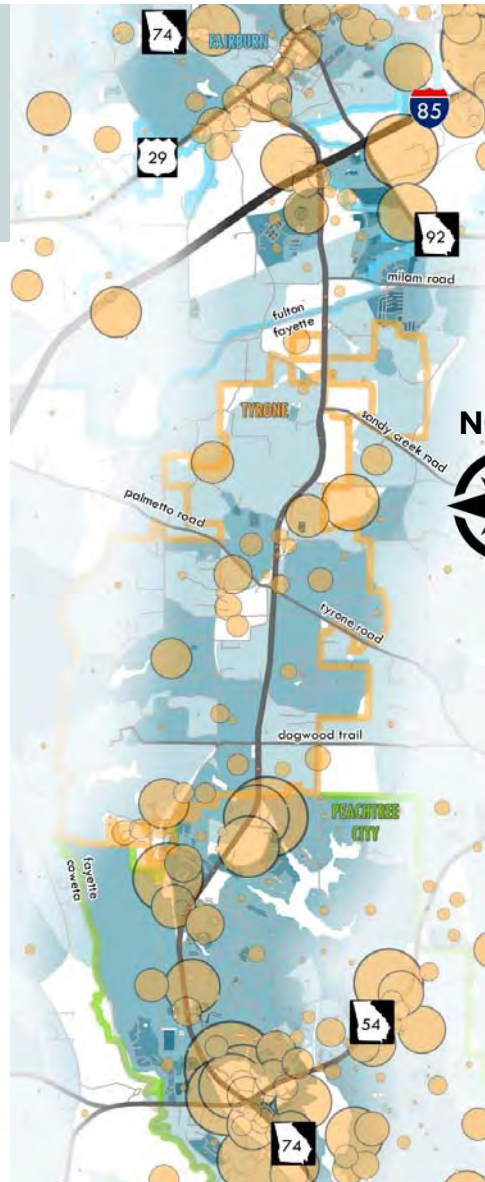 74
FAIRBURN
85
29
92
milam road
fulton
fayette
TYRONE
sandy creek road
N
palmetto road
tyrone road
dogwood trail
PEACHTREE
CITY
fayette
coweta
54
74